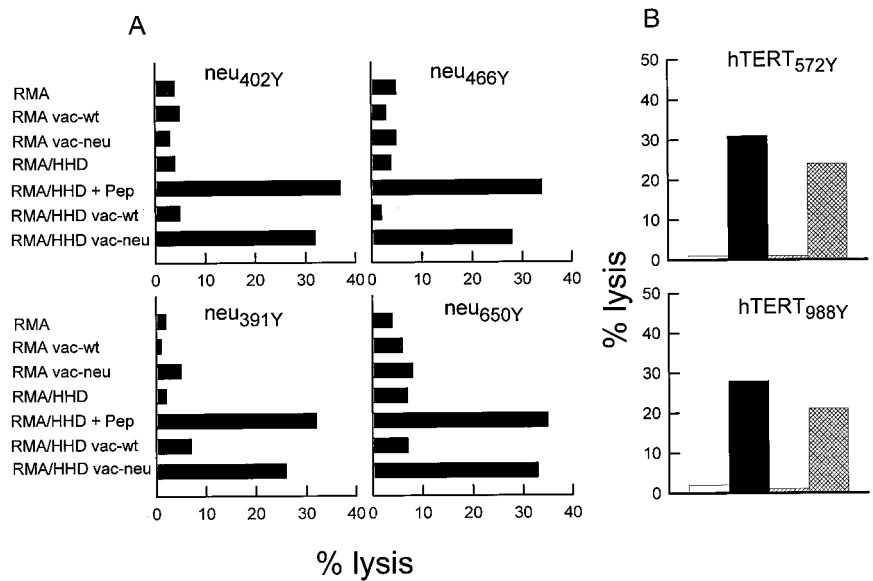 A
B
neu402Y
neu466Y
RMA
RMA vac-wt
RMA vac-neu
RMA/HHD
RMA/HHD + Pep
RMA/HHD vac-wt
RMA/HHD vac-neu
0 10 20 30 40
0 10 20 30 40
neu391Y
neu650Y
RMA
RMA vac-wt
RMA vac-neu
RMA/HHD
RMA/HHD + Pep
RMA/HHD vac-wt
RMA/HHD vac-neu
0 10 20 30 40
0 10 20 30 40
% lysis
hTERT572Y
50
40
30
20
10
0
% lysis
hTERT988Y
50
40
30
20
10
0